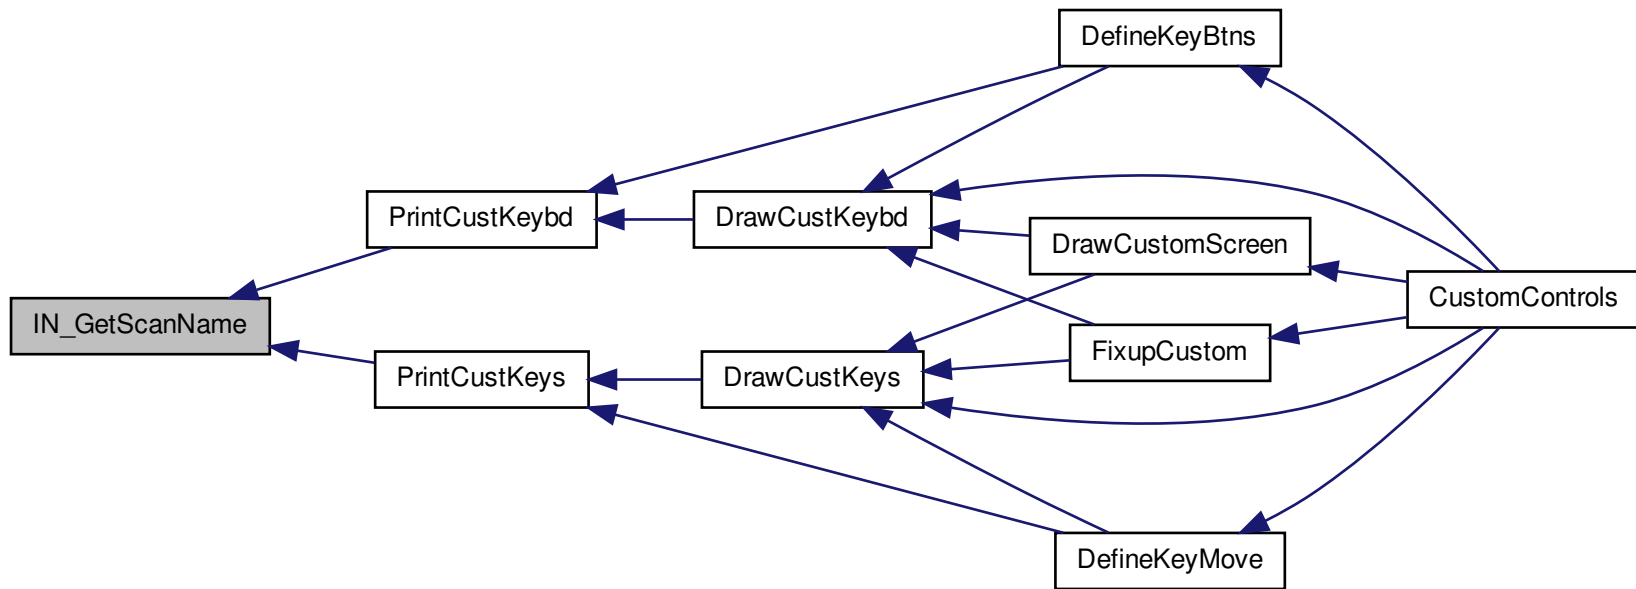 DefineKeyBtns
PrintCustKeybd
DrawCustKeybd
DrawCustomScreen
CustomControls
IN_GetScanName
FixupCustom
PrintCustKeys
DrawCustKeys
DefineKeyMove